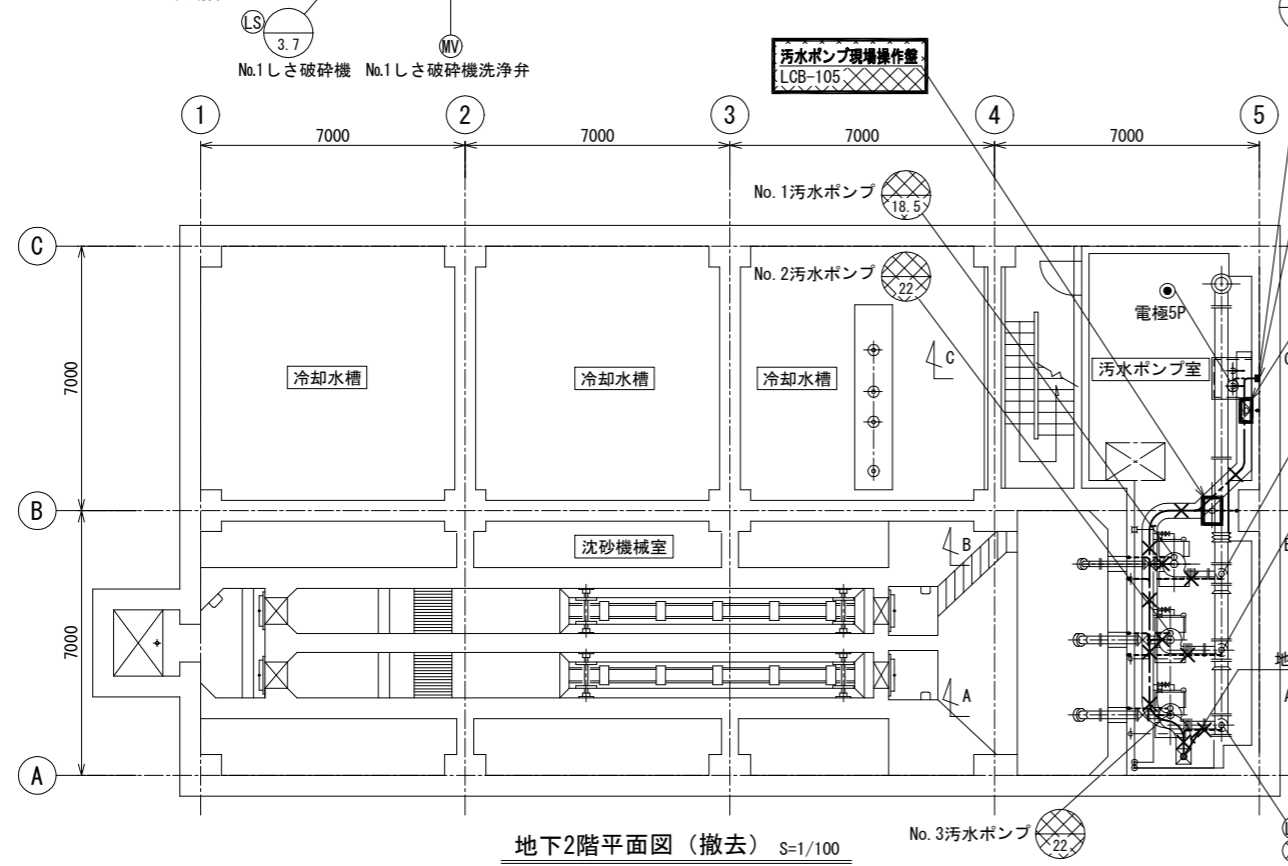 LS
3.7
No.1しさ破砕機
MV
No.1しさ破砕機洗浄弁
汚水ポンプ現場操作盤
LCB-105
1
2
3
4
5
7000
7000
7000
7000
No.1汚水ポンプ
18.5
C
No.2汚水ポンプ
22
電極5P
7000
冷却水槽
冷却水槽
冷却水槽
C
汚水ポンプ室
B
沈砂機械室
B
7000
A
A
No.3汚水ポンプ
22
地下2階平面図（撤去） S=1/100